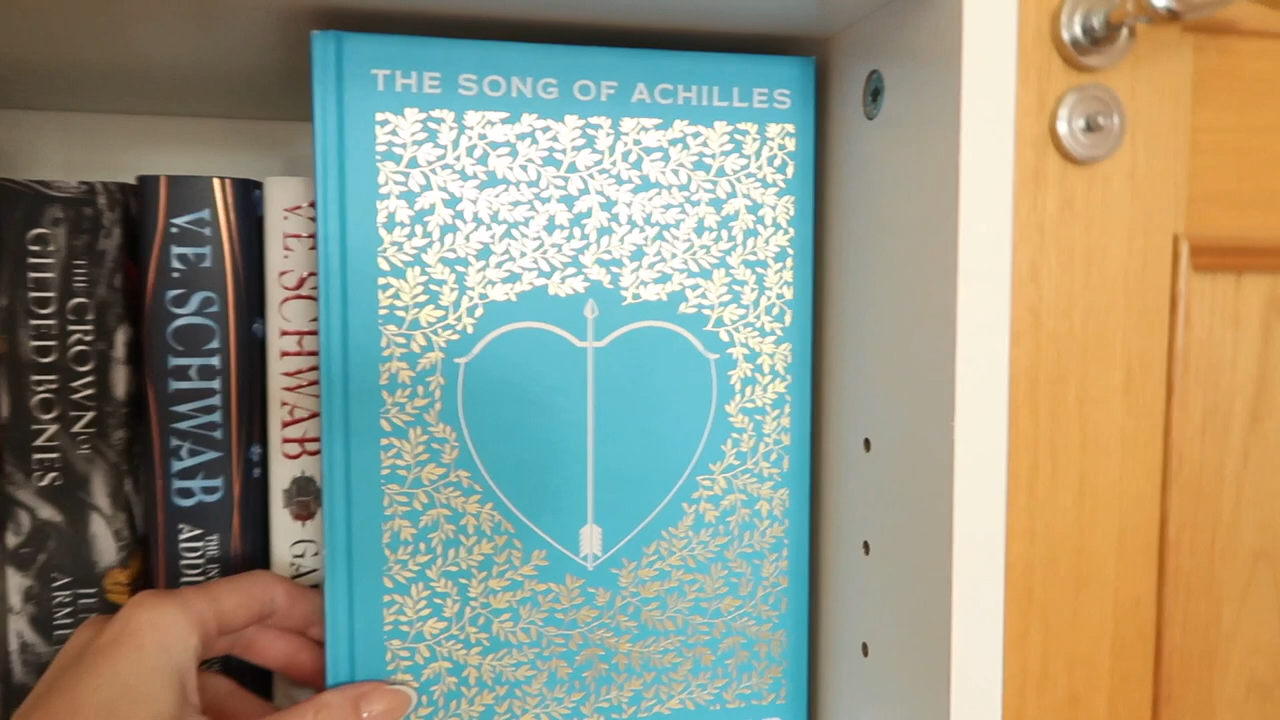 THE SONG OF ACHILLES
THE CROWN OF
GILDED BONES
V. E. SCHWAB
V. E. SCHWAB